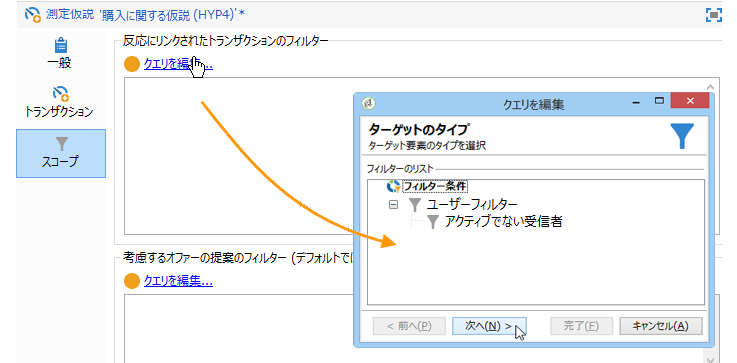 測定仮説 '購入に関する仮説 (HYP4)'*
一般
トランザクション
スコープ
反応にリンクされたトランザクションのフィルター
クエリを編集...
クエリを編集
ターゲットのタイプ
ターゲット要素のタイプを選択
フィルターのリスト
フィルター条件
ユーザーフィルター
アクティブでない受信者
< 前へ(P)
次へ(N) >
完了(F)
キャンセル(A)
考慮するオファーの提案のフィルター (デフォルトで
クエリを編集...